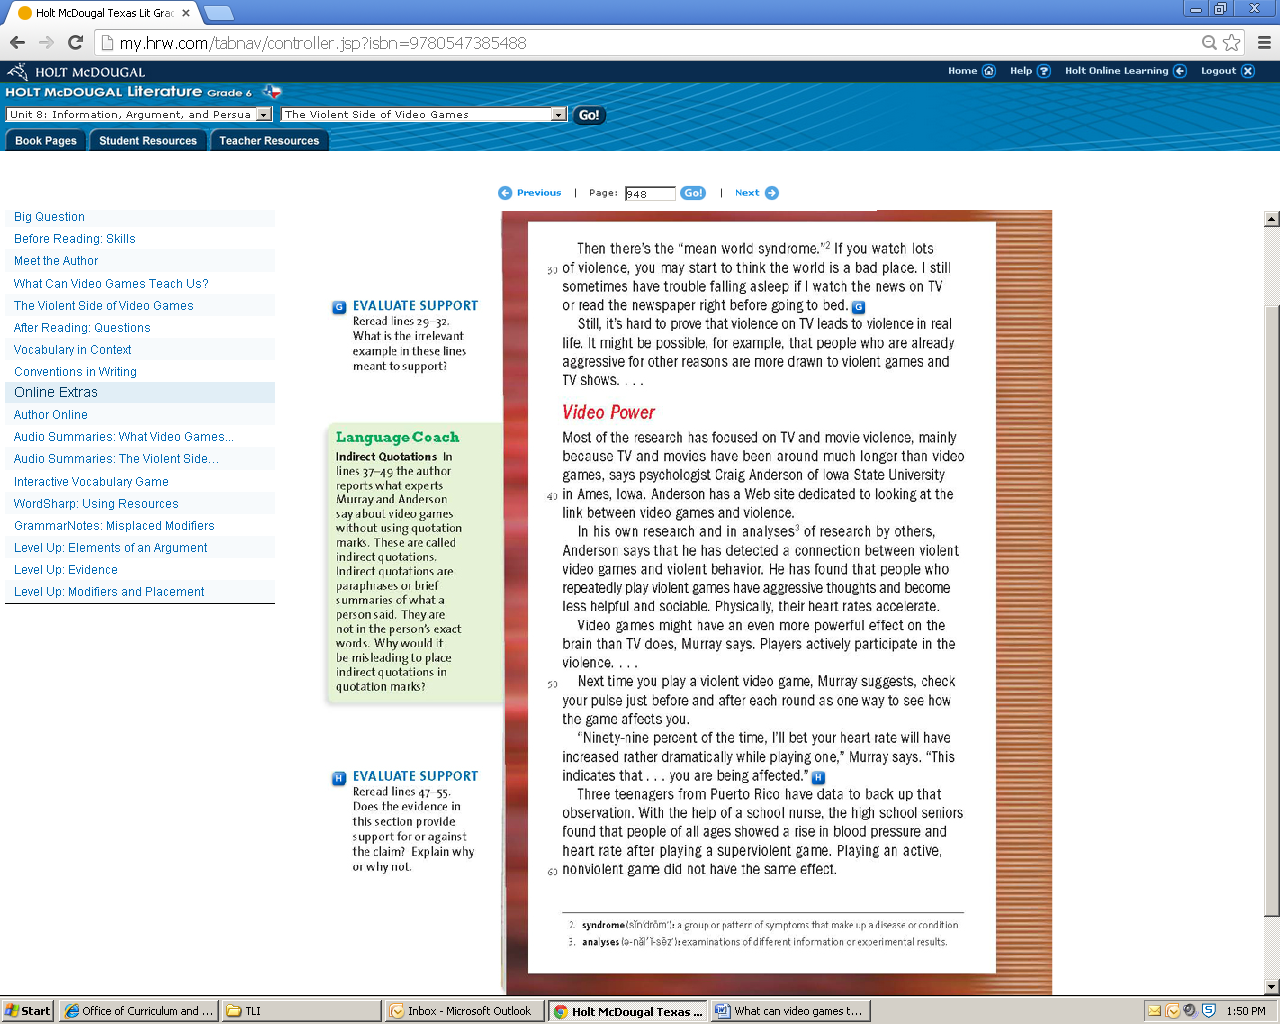 Holt McDougal Texas Lit Grac
my.hrw.com/tabnav/controller.jsp?isbn=9780547385488
HOLT McDOUGAL
Home Help ? Holt Online Learning Logout
HOLT McDOUGAL Literature Grade 6
Unit 8: Information, Argument, and Persua The Violent Side of Video Games Go!
Book Pages Student Resources Teacher Resources
Previous | Page: 948 Go! | Next
Big Question
Before Reading: Skills
Meet the Author
What Can Video Games Teach Us?
The Violent Side of Video Games
After Reading: Questions
Vocabulary in Context
Conventions in Writing
Online Extras
Author Online
Audio Summaries: What Video Games...
Audio Summaries: The Violent Side...
Interactive Vocabulary Game
WordSharp: Using Resources
GrammarNotes: Misplaced Modifiers
Level Up: Elements of an Argument
Level Up: Evidence
Level Up: Modifiers and Placement
G EVALUATE SUPPORT
Reread lines 29–32.
What is the irrelevant
example in these lines
meant to support?
Language Coach
Indirect Quotations In
lines 37–49 the author
reports what experts
Murray and Anderson
say about video games
without using quotation
marks. These are called
indirect quotations.
Indirect quotations are
paraphrases or brief
summaries of what a
person said. They are
not in the person's exact
words. Why would it
be misleading to place
indirect quotations in
quotation marks?
H EVALUATE SUPPORT
Reread lines 47–55.
Does the evidence in
this section provide
support for or against
the claim? Explain why
or why not.
Then there's the “mean world syndrome.”2 If you watch lots
30 of violence, you may start to think the world is a bad place. I still
sometimes have trouble falling asleep if I watch the news on TV
or read the newspaper right before going to bed. G
Still, it's hard to prove that violence on TV leads to violence in real
life. It might be possible, for example, that people who are already
aggressive for other reasons are more drawn to violent games and
TV shows. . . .
Video Power
Most of the research has focused on TV and movie violence, mainly
because TV and movies have been around much longer than video
games, says psychologist Craig Anderson of Iowa State University
40 in Ames, Iowa. Anderson has a Web site dedicated to looking at the
link between video games and violence.
In his own research and in analyses3 of research by others,
Anderson says that he has detected a connection between violent
video games and violent behavior. He has found that people who
repeatedly play violent games have aggressive thoughts and become
less helpful and sociable. Physically, their heart rates accelerate.
Video games might have an even more powerful effect on the
brain than TV does, Murray says. Players actively participate in the
violence. . . .
50 Next time you play a violent video game, Murray suggests, check
your pulse just before and after each round as one way to see how
the game affects you.
“Ninety-nine percent of the time, I'll bet your heart rate will have
increased rather dramatically while playing one,” Murray says. “This
indicates that . . . you are being affected.” H
Three teenagers from Puerto Rico have data to back up that
observation. With the help of a school nurse, the high school seniors
found that people of all ages showed a rise in blood pressure and
heart rate after playing a superviolent game. Playing an active,
60 nonviolent game did not have the same effect.
2. syndrome (sĭn'drōm'): a group or pattern of symptoms that make up a disease or condition
3. analyses (ə-năl'ĭ-sēz'): examinations of different information or experimental results.
Start Office of Curriculum and ... TLI Inbox - Microsoft Outlook Holt McDougal Texas ... What can video games t... 1:50 PM